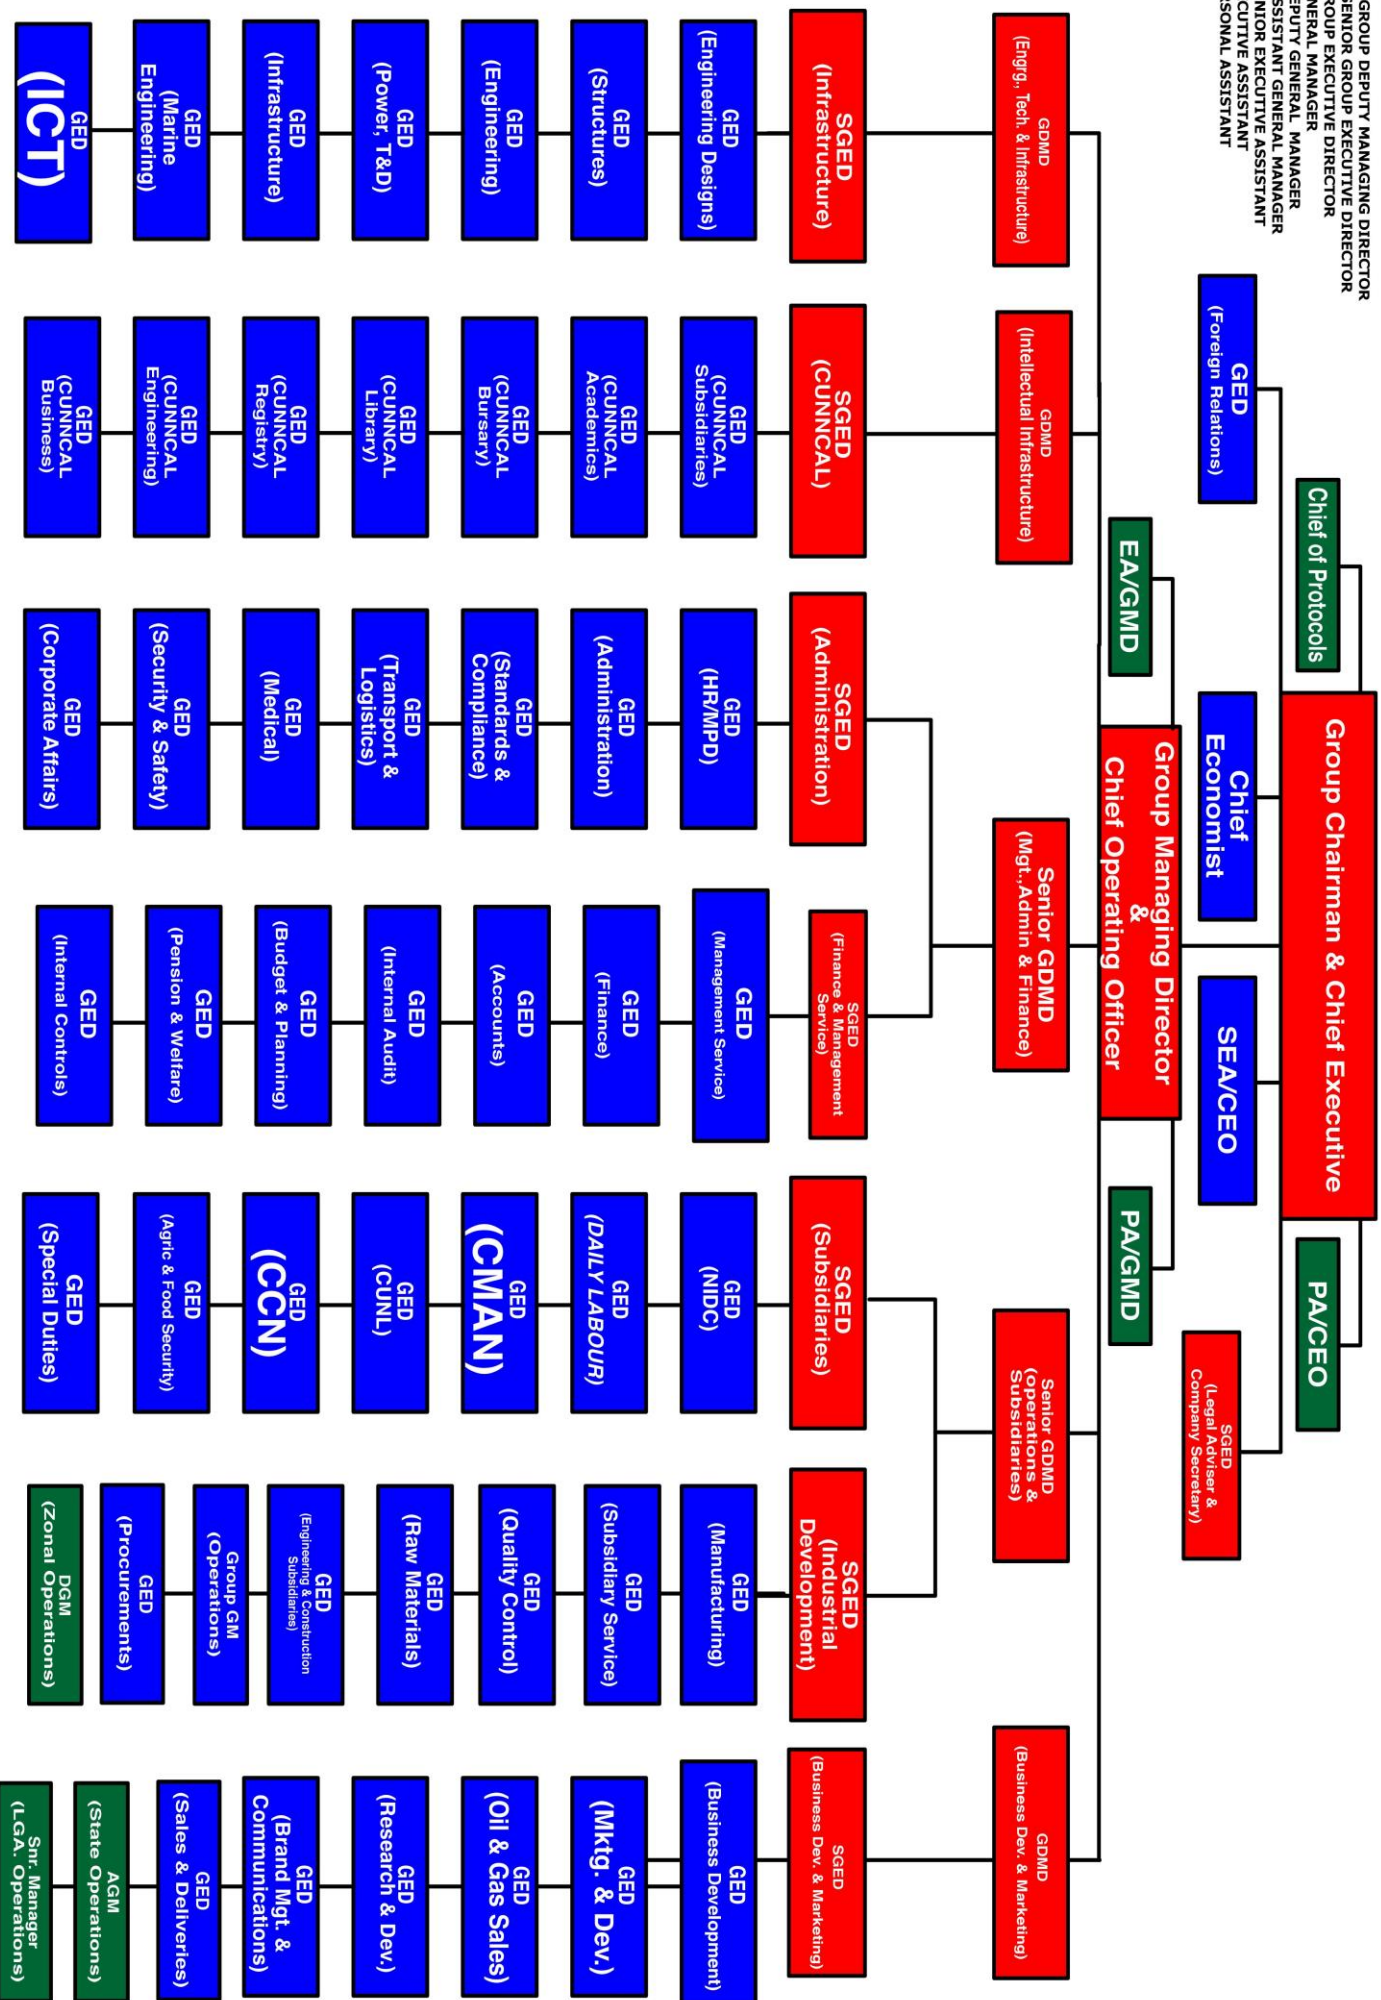 GROUP DEPUTY MANAGING DIRECTOR
SENIOR GROUP EXECUTIVE DIRECTOR
ROUP EXECUTIVE DIRECTOR
NERAL MANAGER
EPUTY GENERAL MANAGER
SSISTANT GENERAL MANAGER
NIOR EXECUTIVE ASSISTANT
CUTIVE ASSISTANT
RSONAL ASSISTANT
Group Chairman & Chief Executive
Chief of Protocols
PA/CEO
GED
(Foreign Relations)
Chief
Economist
SEA/CEO
SGED
(Legal Adviser &
Company Secretary)
Group Managing Director
&
Chief Operating Officer
EA/GMD
PA/GMD
GDMD
(Engrg., Tech. & Infrastructure)
GDMD
(Intellectual Infrastructure)
Senior GDMD
(Mgt.,Admin & Finance)
Senior GDMD
(operations &
Subsidiaries)
GDMD
(Business Dev. & Marketing)
SGED
(Infrastructure)
SGED
(CUNNCAL)
SGED
(Administration)
SGED
(Finance & Management
Service)
SGED
(Subsidiaries)
SGED
(Industrial
Development)
SGED
(Business Dev. & Marketing)
GED
(Engineering Designs)
GED
(Structures)
GED
(Engineering)
GED
(Power, T&D)
GED
(Infrastructure)
GED
(Marine
Engineering)
GED
(ICT)
GED
(CUNNCAL
Subsidiaries)
GED
(CUNNCAL
Academics)
GED
(CUNNCAL
Bursary)
GED
(CUNNCAL
Library)
GED
(CUNNCAL
Registry)
GED
(CUNNCAL
Engineering)
GED
(CUNNCAL
Business)
GED
(HR/MPD)
GED
(Administration)
GED
(Standards &
Compliance)
GED
(Transport &
Logistics)
GED
(Medical)
GED
(Security & Safety)
GED
(Corporate Affairs)
GED
(Management Service)
GED
(Finance)
GED
(Accounts)
GED
(Internal Audit)
GED
(Budget & Planning)
GED
(Pension & Welfare)
GED
(Internal Controls)
GED
(NIDC)
GED
(DAILY LABOUR)
GED
(CMAN)
GED
(CUNL)
GED
(CCN)
GED
(Agric & Food Security)
GED
(Special Duties)
GED
(Manufacturing)
GED
(Subsidiary Service)
GED
(Quality Control)
GED
(Raw Materials)
GED
(Engineering & Construction
Subsidiaries)
Group GM
(Operations)
GED
(Procurements)
DGM
(Zonal Operations)
GED
(Business Development)
GED
(Mktg. & Dev.)
GED
(Oil & Gas Sales)
GED
(Research & Dev.)
GED
(Brand Mgt. &
Communications)
GED
(Sales & Deliveries)
AGM
(State Operations)
Snr. Manager
(LGA. Operations)